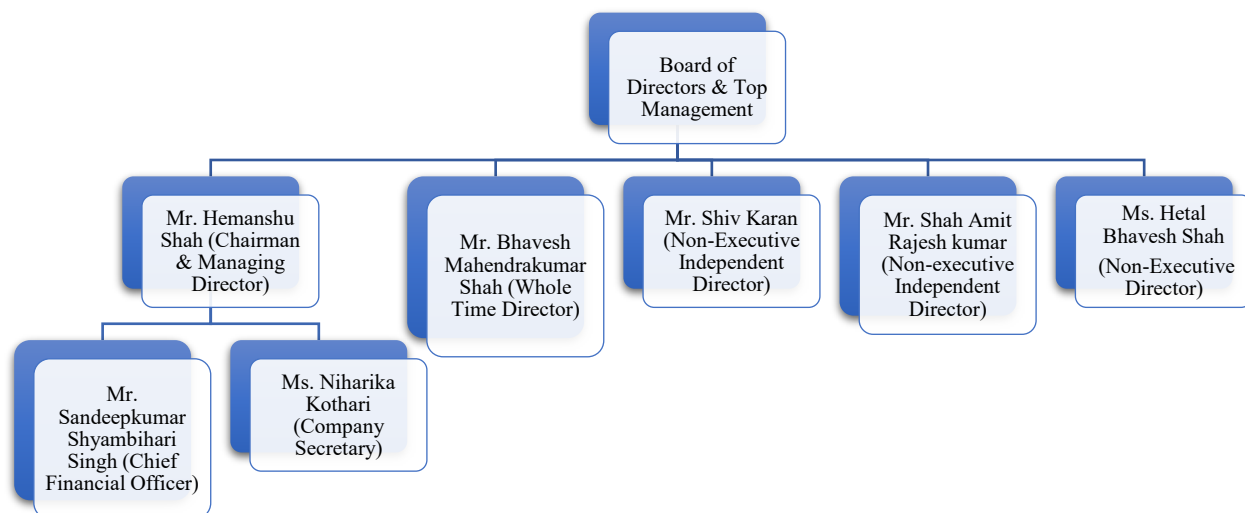 Board of
Directors & Top
Management
Mr. Hemanshu
Shah (Chairman
& Managing
Director)
Mr. Bhavesh
Mahendrakumar
Shah (Whole
Time Director)
Mr. Shiv Karan
(Non-Executive
Independent
Director)
Mr. Shah Amit
Rajesh kumar
(Non-executive
Independent
Director)
Ms. Hetal
Bhavesh Shah
(Non-Executive
Director)
Mr.
Sandeepkumar
Shyambihari
Singh (Chief
Financial Officer)
Ms. Niharika
Kothari
(Company
Secretary)